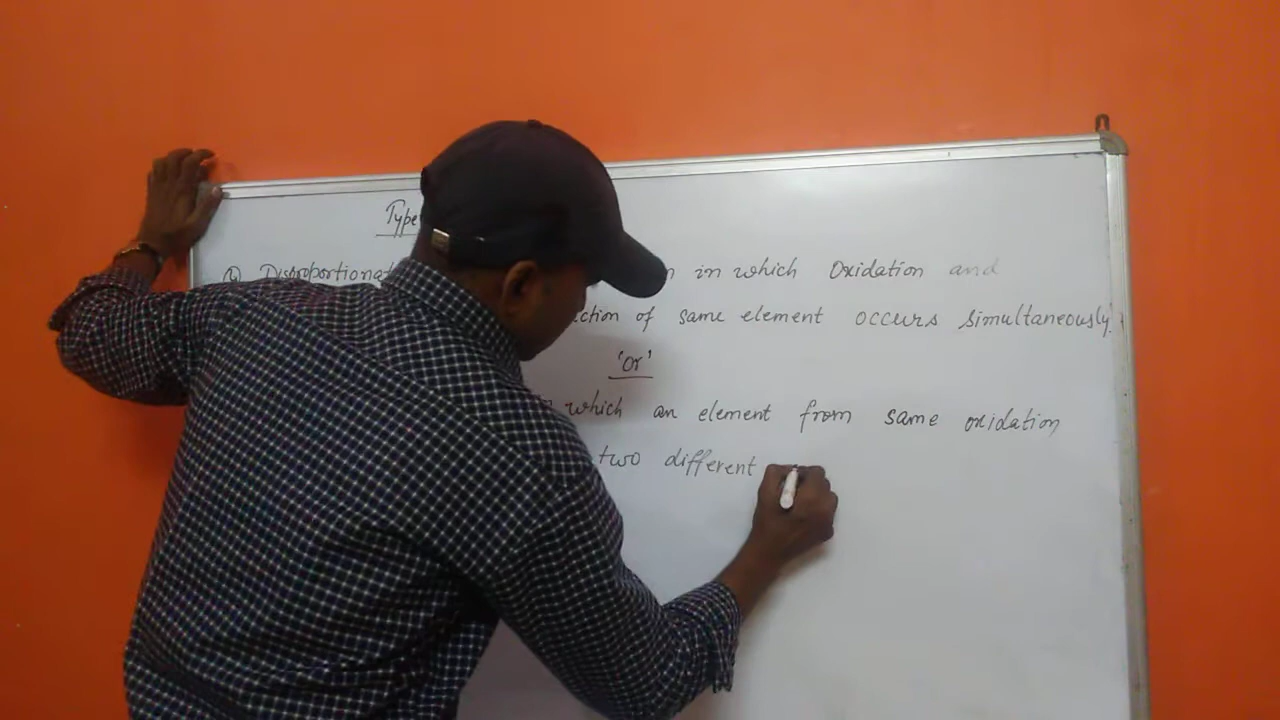 Type
Disproportionat in which Oxidation and
ction of same element occurs simultaneously.
'or'
which an element from same oxidation
two different